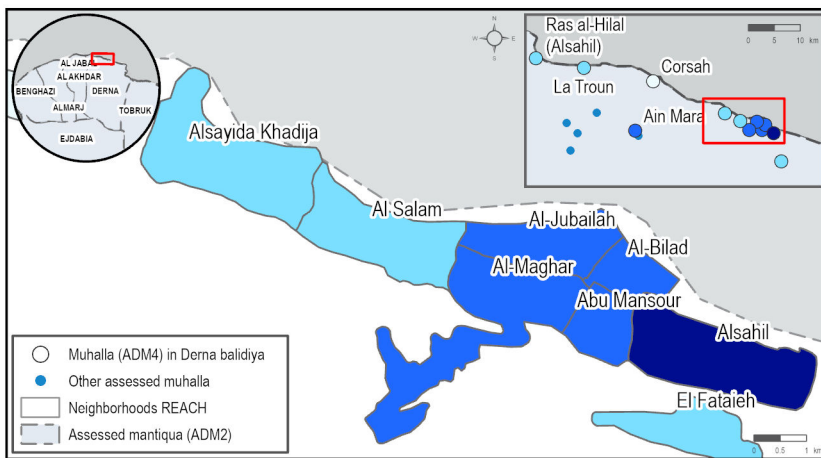 AL JABAL
AL AKHDAR
BENGHAZI
DERNA
ALMARJ
TOBRUK
EJDABIA
N
W
E
S
Ras al-Hilal
(Alsahil)
0 5 10
km
Corsah
La Troun
Ain Mara
Alsayida Khadija
Al Salam
Al-Jubailah
Al-Bilad
Al-Maghar
Abu Mansour
Alsahil
El Fataieh
Muhalla (ADM4) in Derna balidiya
Other assessed muhalla
Neighborhoods REACH
Assessed mantiqua (ADM2)
0 0.5 1
km